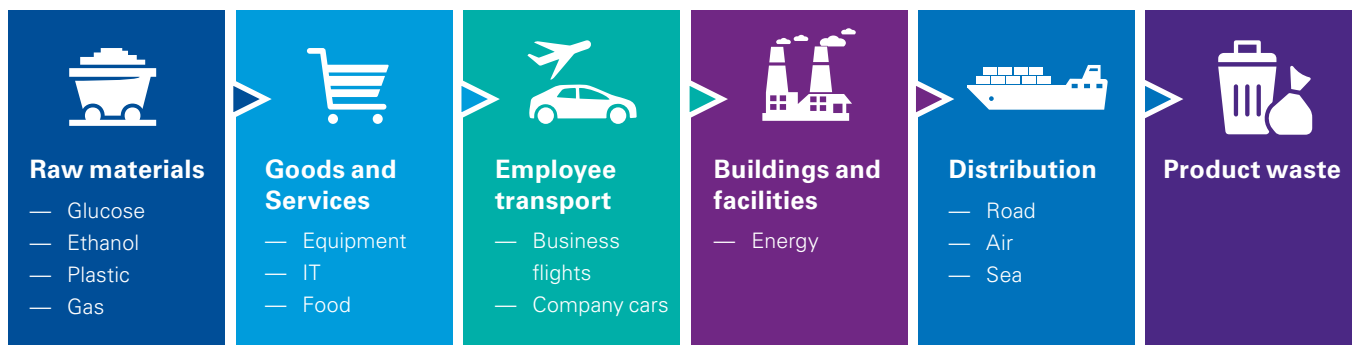 Raw materials
— Glucose
— Ethanol
— Plastic
— Gas
Goods and
Services
— Equipment
— IT
— Food
Employee
transport
— Business
flights
— Company cars
Buildings and
facilities
— Energy
Distribution
— Road
— Air
— Sea
Product waste